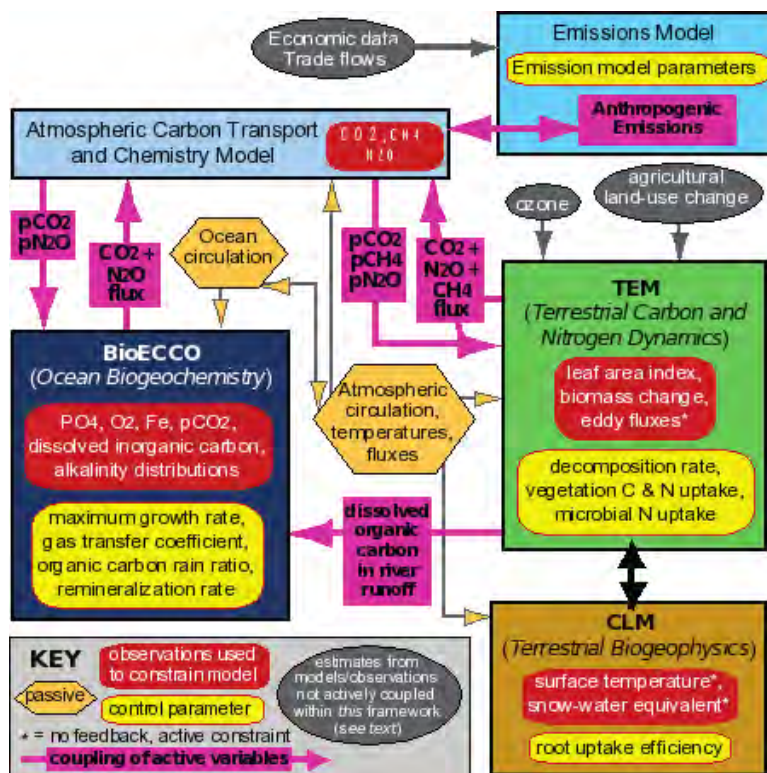 Economic data
Trade flows
Emissions Model
Emission model parameters
Anthropogenic
Emissions
Atmospheric Carbon Transport
and Chemistry Model
CO2,CH4
N2O
pCO2
pN2O
CO2 +
N2O
flux
Ocean
circulation
pCO2
pCH4
pN2O
CO2 +
N2O +
CH4
flux
ozone
agricultural
land-use change
TEM
(Terrestrial Carbon and
Nitrogen Dynamics)
leaf area index,
biomass change,
eddy fluxes*
decomposition rate,
vegetation C & N uptake,
microbial N uptake
BioECCO
(Ocean Biogeochemistry)
PO4, O2, Fe, pCO2,
dissolved inorganic carbon,
alkalinity distributions
maximum growth rate,
gas transfer coefficient,
organic carbon rain ratio,
remineralization rate
Atmospheric
circulation,
temperatures,
fluxes
dissolved
organic
carbon
in river
runoff
CLM
(Terrestrial Biogeophysics)
surface temperature*,
snow-water equivalent*
root uptake efficiency
KEY
observations used
to constrain model
passive
control parameter
estimates from
models/observations
not actively coupled
within this framework
(see text)
* = no feedback, active constraint
coupling of active variables